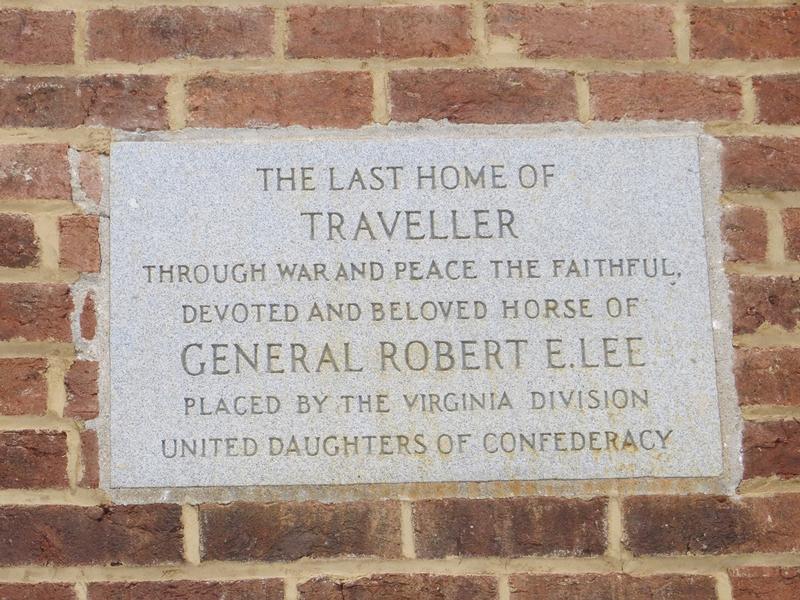 THE LAST HOME OF
TRAVELLER
THROUGH WAR AND PEACE THE FAITHFUL,
DEVOTED AND BELOVED HORSE OF
GENERAL ROBERT E. LEE
PLACED BY THE VIRGINIA DIVISION
UNITED DAUGHTERS OF CONFEDERACY